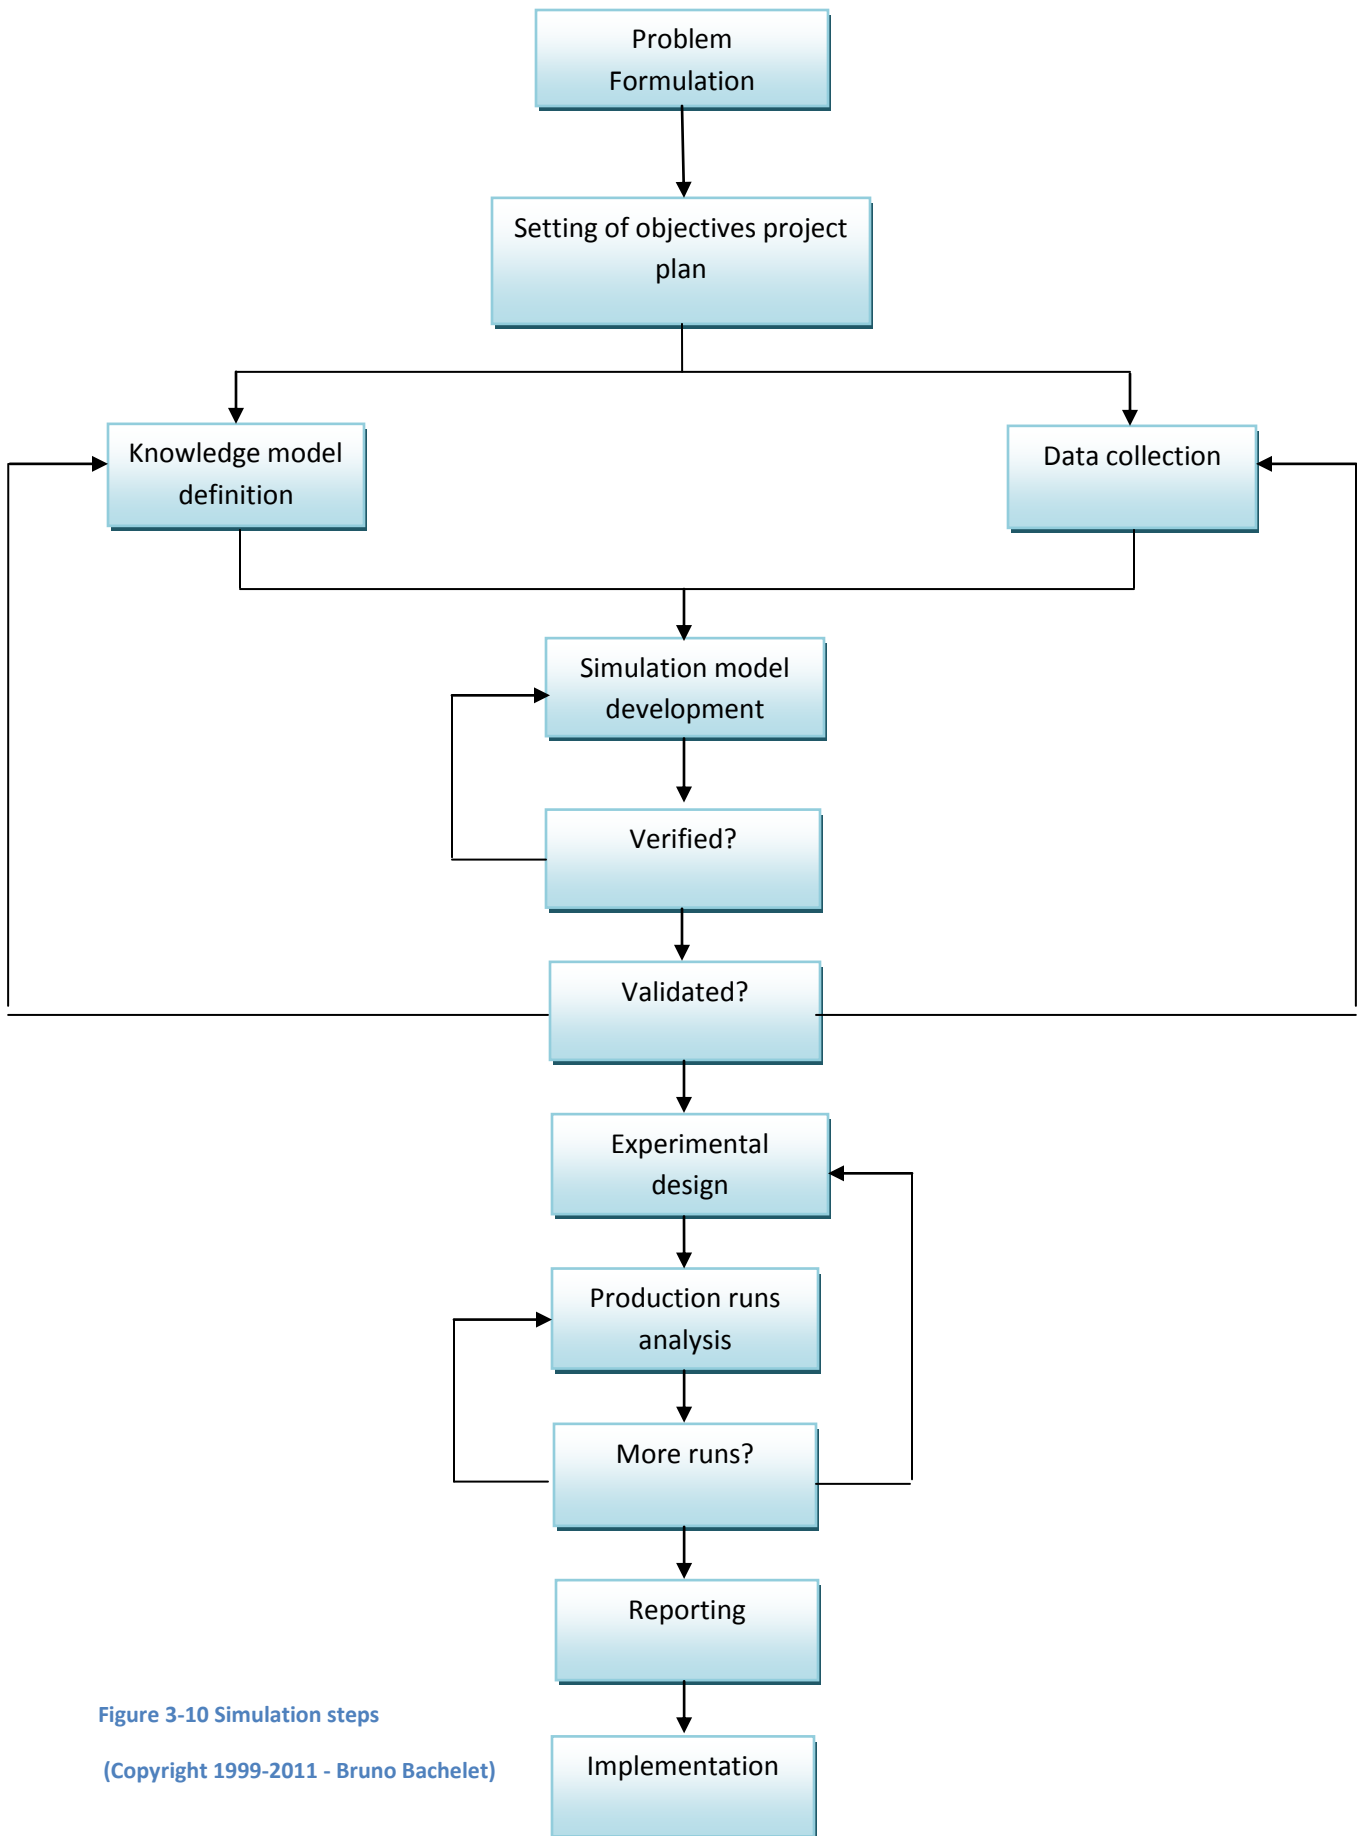 Problem
Formulation
Setting of objectives project
plan
Knowledge model
definition
Data collection
Simulation model
development
Verified?
Validated?
Experimental
design
Production runs
analysis
More runs?
Reporting
Figure 3-10 Simulation steps
(Copyright 1999-2011 - Bruno Bachelet)
Implementation